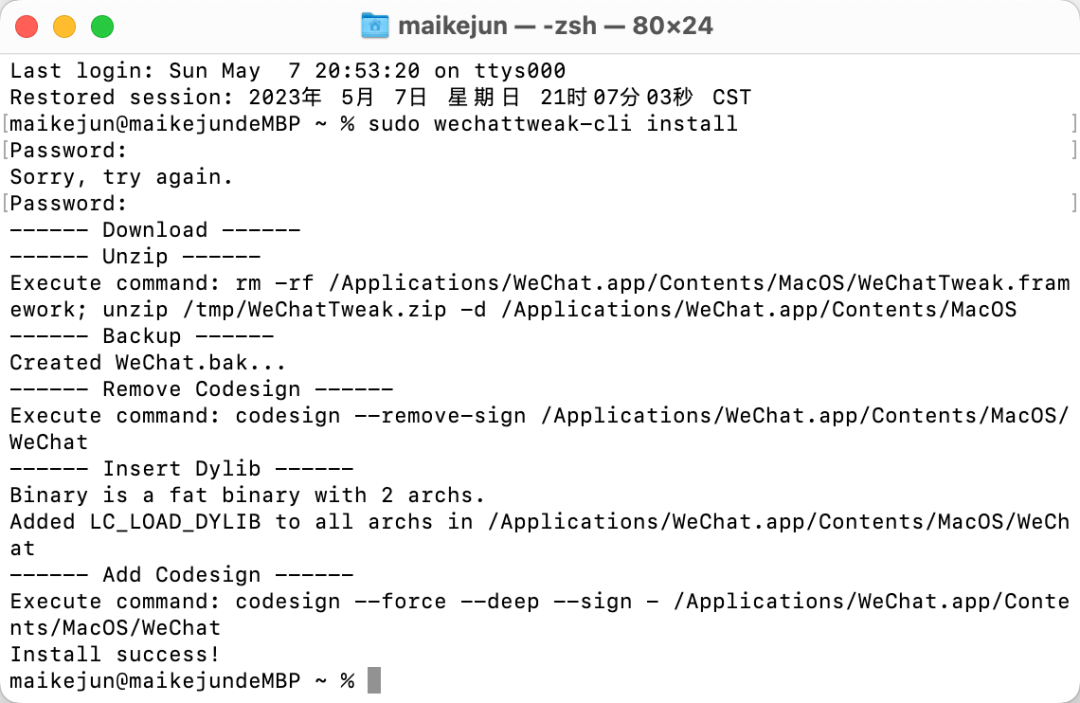 maikejun — -zsh — 80×24
Last login: Sun May  7 20:53:20 on ttys000
Restored session: 2023年 5月 7日 星期日 21时07分03秒 CST
[maikejun@maikejundeMBP ~ % sudo wechattweak-cli install ]
[Password: ]
Sorry, try again.
[Password: ]
------ Download ------
------ Unzip ------
Execute command: rm -rf /Applications/WeChat.app/Contents/MacOS/WeChatTweak.fram
ework; unzip /tmp/WeChatTweak.zip -d /Applications/WeChat.app/Contents/MacOS
------ Backup ------
Created WeChat.bak...
------ Remove Codesign ------
Execute command: codesign --remove-sign /Applications/WeChat.app/Contents/MacOS/
WeChat
------ Insert Dylib ------
Binary is a fat binary with 2 archs.
Added LC_LOAD_DYLIB to all archs in /Applications/WeChat.app/Contents/MacOS/WeCh
at
------ Add Codesign ------
Execute command: codesign --force --deep --sign - /Applications/WeChat.app/Conte
nts/MacOS/WeChat
Install success!
maikejun@maikejundeMBP ~ %